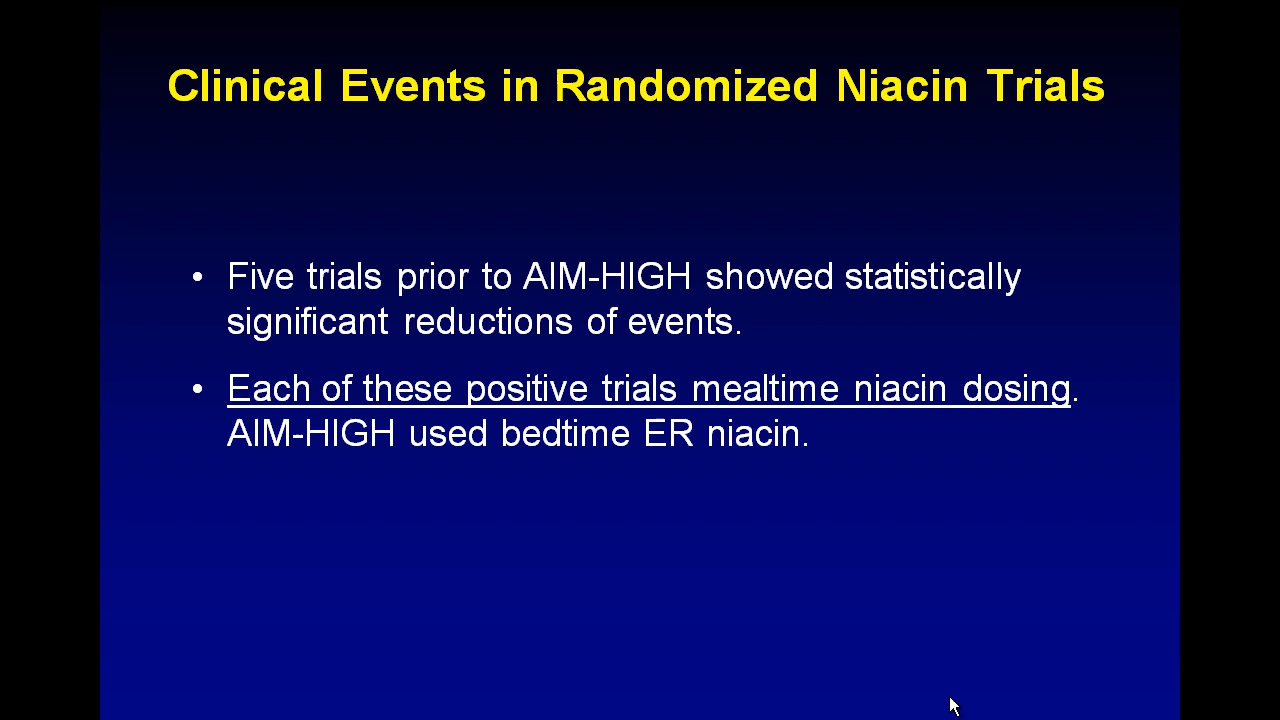 Clinical Events in Randomized Niacin Trials
• Five trials prior to AIM-HIGH showed statistically
significant reductions of events.
• Each of these positive trials mealtime niacin dosing.
AIM-HIGH used bedtime ER niacin.